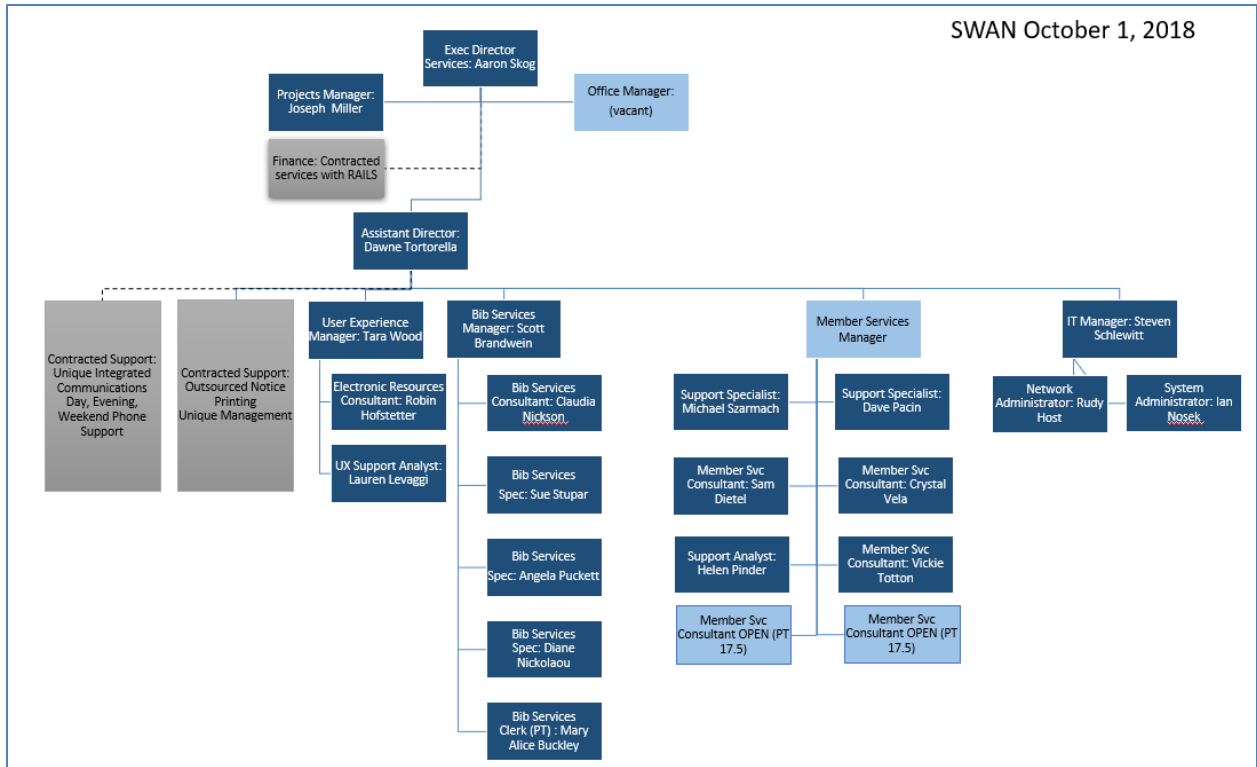 SWAN October 1, 2018
Exec Director
Services: Aaron Skog
Projects Manager:
Joseph Miller
Office Manager:
(vacant)
Finance: Contracted
services with RAILS
Assistant Director:
Dawne Tortorella
Contracted Support:
Unique Integrated
Communications
Day, Evening,
Weekend Phone
Support
Contracted Support:
Outsourced Notice
Printing
Unique Management
User Experience
Manager: Tara Wood
Electronic Resources
Consultant: Robin
Hofstetter
UX Support Analyst:
Lauren Levaggi
Bib Services
Manager: Scott
Brandwein
Bib Services
Consultant: Claudia
Nickson
Bib Services
Spec: Sue Stupar
Bib Services
Spec: Angela Puckett
Bib Services
Spec: Diane
Nickolaou
Bib Services
Clerk (PT) : Mary
Alice Buckley
Member Services
Manager
Support Specialist:
Michael Szarmach
Support Specialist:
Dave Pacin
Member Svc
Consultant: Sam
Dietel
Member Svc
Consultant: Crystal
Vela
Support Analyst:
Helen Pinder
Member Svc
Consultant: Vickie
Totton
Member Svc
Consultant OPEN (PT
17.5)
Member Svc
Consultant OPEN (PT
17.5)
IT Manager: Steven
Schlewitt
Network
Administrator: Rudy
Host
System
Administrator: Ian
Nosek